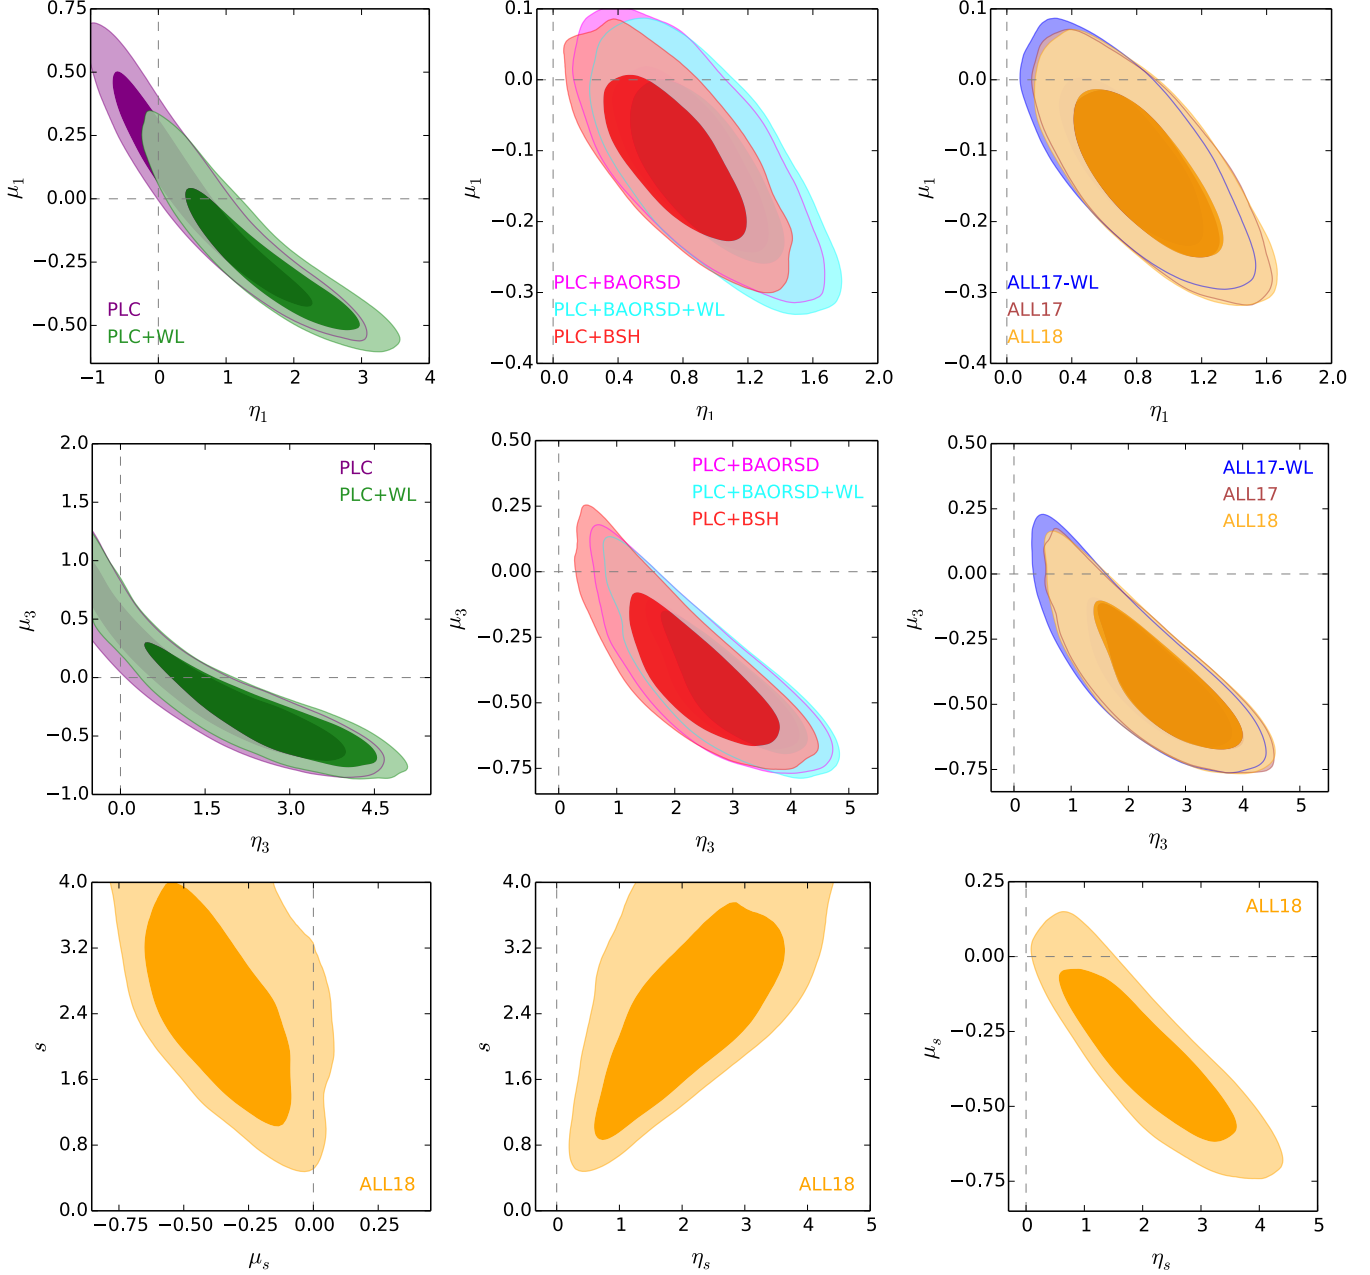 0.75
0.50
0.25
0.00
−0.25
−0.50
μ₁
PLC
PLC+WL
−1
0
1
2
3
4
η₁
0.1
0.0
−0.1
−0.2
−0.3
−0.4
μ₁
PLC+BAORSD
PLC+BAORSD+WL
PLC+BSH
0.0
0.4
0.8
1.2
1.6
2.0
η₁
0.1
0.0
−0.1
−0.2
−0.3
−0.4
μ₁
ALL17-WL
ALL17
ALL18
0.0
0.4
0.8
1.2
1.6
2.0
η₁
2.0
1.5
1.0
0.5
0.0
−0.5
−1.0
μ₃
PLC
PLC+WL
0.0
1.5
3.0
4.5
η₃
0.50
0.25
0.00
−0.25
−0.50
−0.75
μ₃
PLC+BAORSD
PLC+BAORSD+WL
PLC+BSH
0
1
2
3
4
5
η₃
0.50
0.25
0.00
−0.25
−0.50
−0.75
μ₃
ALL17-WL
ALL17
ALL18
0
1
2
3
4
5
η₃
4.0
3.2
2.4
1.6
0.8
0.0
s
ALL18
−0.75
−0.50
−0.25
0.00
0.25
μₛ
4.0
3.2
2.4
1.6
0.8
0.0
s
ALL18
0
1
2
3
4
5
ηₛ
0.25
0.00
−0.25
−0.50
−0.75
μₛ
ALL18
0
1
2
3
4
5
ηₛ